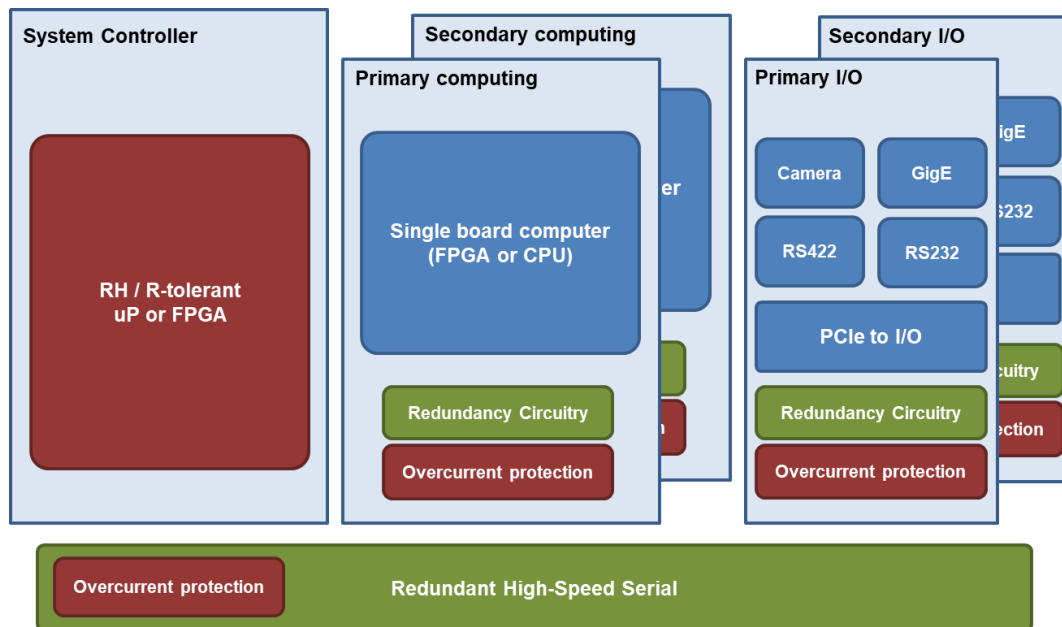 System Controller
RH / R-tolerant
uP or FPGA
Secondary computing
Primary computing
Single board computer
(FPGA or CPU)
Redundancy Circuitry
Overcurrent protection
Secondary I/O
Primary I/O
Camera
GigE
RS422
RS232
PCIe to I/O
Redundancy Circuitry
Overcurrent protection
Overcurrent protection
Redundant High-Speed Serial